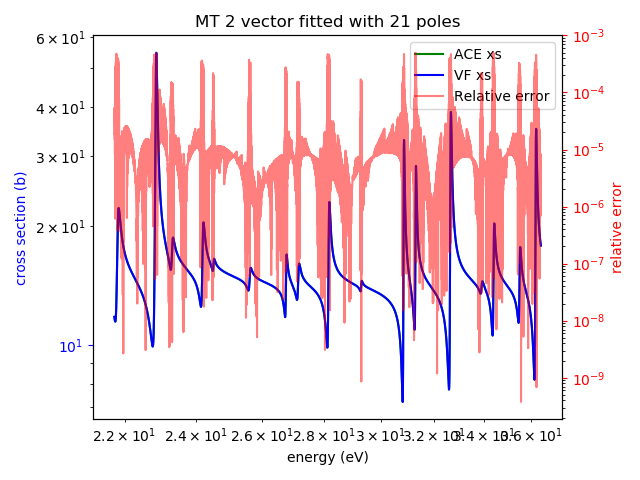 MT 2 vector fitted with 21 poles
ACE xs
VF xs
Relative error
cross section (b)
6 × 10¹
4 × 10¹
3 × 10¹
2 × 10¹
10¹
10⁻³
10⁻⁴
10⁻⁵
10⁻⁶
10⁻⁷
10⁻⁸
10⁻⁹
relative error
2.2 × 10¹ 2.4 × 10¹ 2.6 × 10¹ 2.8 × 10¹ 3 × 10¹ 3.2 × 10¹ 3.4 × 10¹ 3.6 × 10¹
energy (eV)